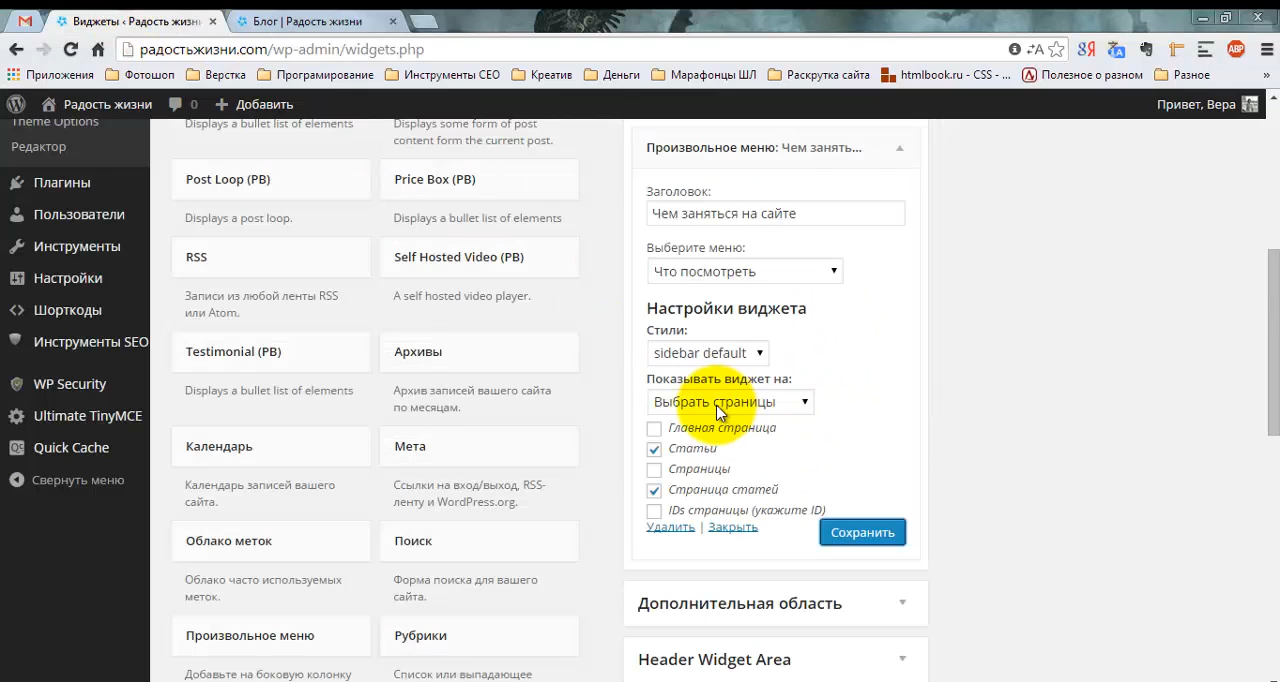 Виджеты ‹ Радость жизни
Блог | Радость жизни
радостьжизни.com/wp-admin/widgets.php
Приложения
Фотошоп
Верстка
Программирование
Инструменты СЕО
Креатив
Деньги
Марафоны ШЛ
Раскрутка сайта
htmlbook.ru - CSS - ...
Полезное о разном
Разное
»
Радость жизни
0
Добавить
Привет, Вера
Theme Options
Редактор
Плагины
Пользователи
Инструменты
Настройки
Шорткоды
Инструменты SEO
WP Security
Ultimate TinyMCE
Quick Cache
Свернуть меню
Displays a bullet list of elements
Displays some form of post
content form the current post.
Post Loop (PB)
Price Box (PB)
Displays a post loop.
Displays a bullet list of elements
RSS
Self Hosted Video (PB)
Записи из любой ленты RSS
или Atom.
A self hosted video player.
Testimonial (PB)
Архивы
Displays a bullet list of elements
Архив записей вашего сайта
по месяцам.
Календарь
Мета
Календарь записей вашего
сайта.
Ссылки на вход/выход, RSS-
ленту и WordPress.org.
Облако меток
Поиск
Облако часто используемых
меток.
Форма поиска для вашего
сайта.
Произвольное меню
Рубрики
Добавьте на боковую колонку
Список или выпадающее
Произвольное меню: Чем занять...
Заголовок:
Чем заняться на сайте
Выберите меню:
Что посмотреть
Настройки виджета
Стили:
sidebar default
Показывать виджет на:
Выбрать страницы
Главная страница
Статьи
Страницы
Страница статей
IDs страницы (укажите ID)
Удалить | Закрыть
Сохранить
Дополнительная область
Header Widget Area